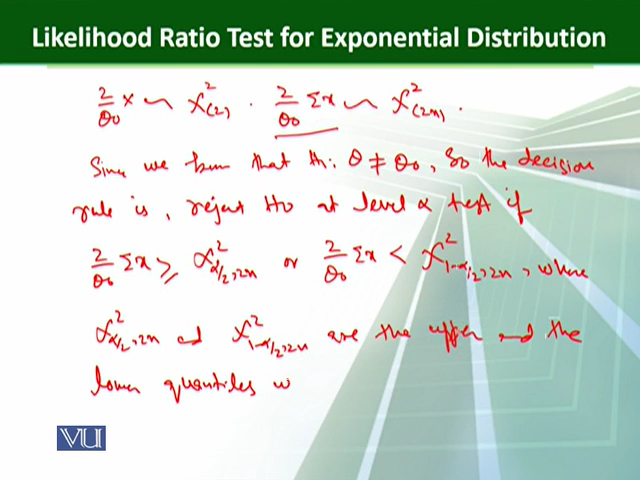 Likelihood Ratio Test for Exponential Distribution
2/θ0 x ~ χ²(2) . 2/θ0 Σx ~ χ²(2n) .
Since we know that H1: θ ≠ θ0, So the decision
rule is, reject H0 at level α test if
2/θ0 Σx ≥ χ²α/2,2n or 2/θ0 Σx < χ²1-α/2,2n, where
χ²α/2,2n and χ²1-α/2,2n are the upper and the
lower quantiles w
VU